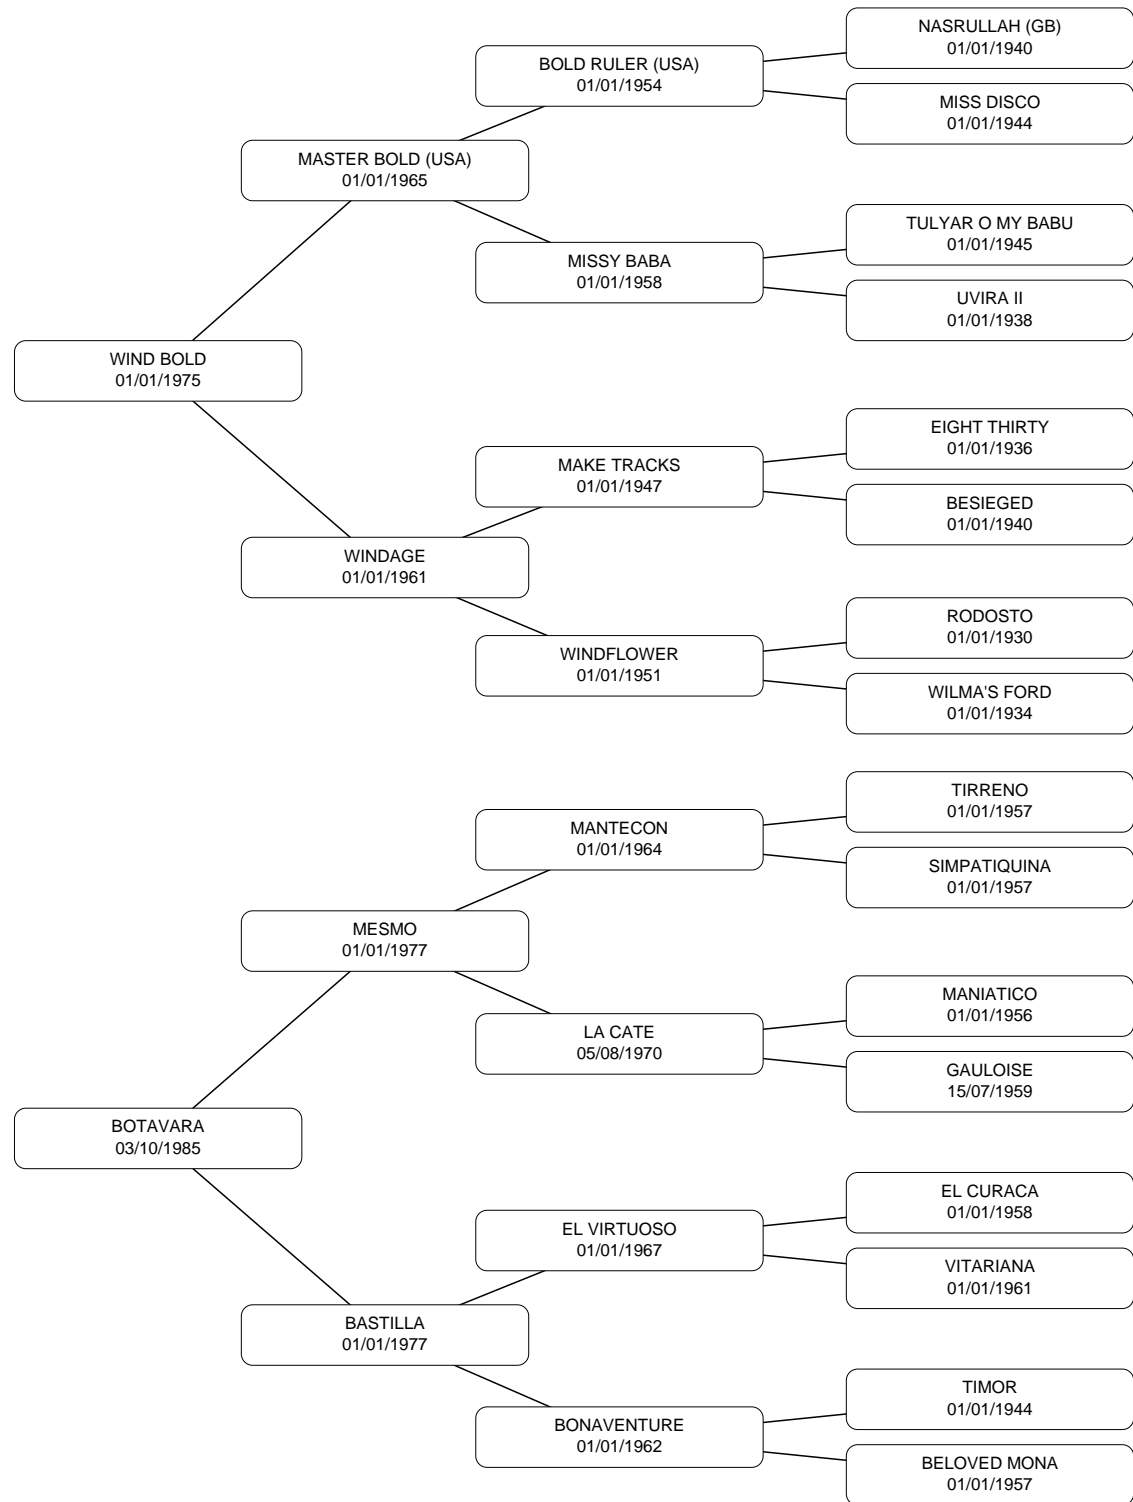 NASRULLAH (GB)
01/01/1940
BOLD RULER (USA)
01/01/1954
MISS DISCO
01/01/1944
MASTER BOLD (USA)
01/01/1965
TULYAR O MY BABU
01/01/1945
MISSY BABA
01/01/1958
UVIRA II
01/01/1938
WIND BOLD
01/01/1975
EIGHT THIRTY
01/01/1936
MAKE TRACKS
01/01/1947
BESIEGED
01/01/1940
WINDAGE
01/01/1961
RODOSTO
01/01/1930
WINDFLOWER
01/01/1951
WILMA'S FORD
01/01/1934
TIRRENO
01/01/1957
MANTECON
01/01/1964
SIMPATIQUINA
01/01/1957
MESMO
01/01/1977
MANIATICO
01/01/1956
LA CATE
05/08/1970
GAULOISE
15/07/1959
BOTAVARA
03/10/1985
EL CURACA
01/01/1958
EL VIRTUOSO
01/01/1967
VITARIANA
01/01/1961
BASTILLA
01/01/1977
TIMOR
01/01/1944
BONAVENTURE
01/01/1962
BELOVED MONA
01/01/1957